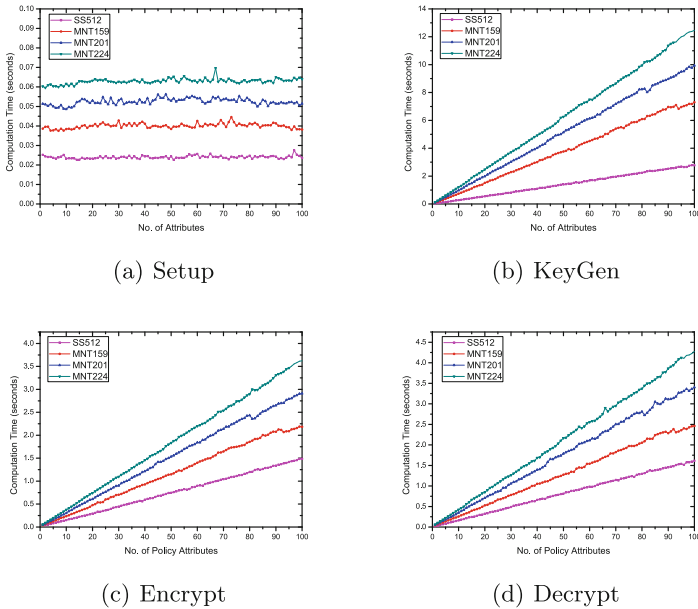 SS512
MNT159
MNT201
MNT224
0.10
0.09
0.08
0.07
0.06
0.05
0.04
0.03
0.02
0.01
0.00
0 10 20 30 40 50 60 70 80 90 100
Computation Time (seconds)
No. of Attributes
(a) Setup
SS512
MNT159
MNT201
MNT224
14
12
10
8
6
4
2
0
0 10 20 30 40 50 60 70 80 90 100
Computation Time (seconds)
No. of Attributes
(b) KeyGen
SS512
MNT159
MNT201
MNT224
4.0
3.5
3.0
2.5
2.0
1.5
1.0
0.5
0.0
0 10 20 30 40 50 60 70 80 90 100
Computation Time (seconds)
No. of Policy Attributes
(c) Encrypt
SS512
MNT159
MNT201
MNT224
4.5
4.0
3.5
3.0
2.5
2.0
1.5
1.0
0.5
0.0
0 10 20 30 40 50 60 70 80 90 100
Computation Time (seconds)
No. of Policy Attributes
(d) Decrypt